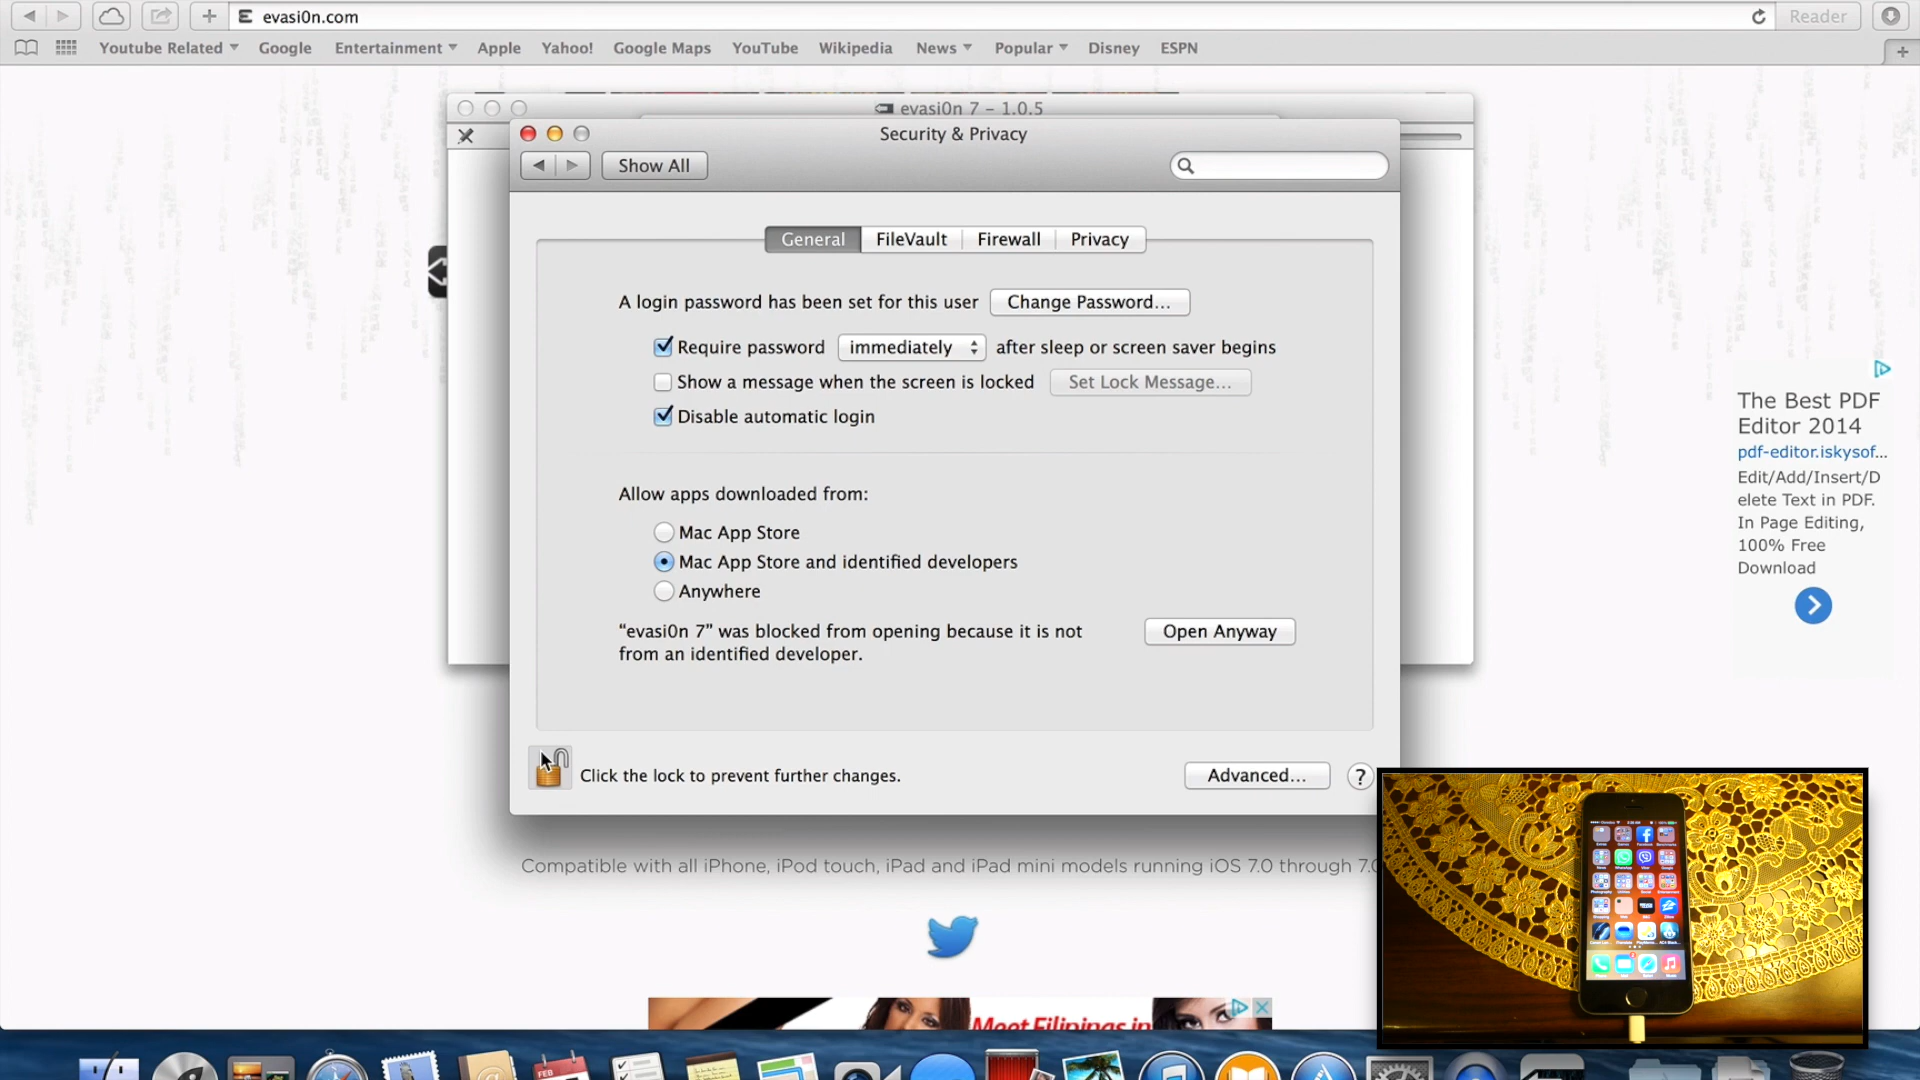 evasi0n.com
Reader
Youtube Related Google Entertainment Apple Yahoo! Google Maps YouTube Wikipedia News Popular Disney ESPN
evasi0n 7 – 1.0.5
Security & Privacy
Show All
General FileVault Firewall Privacy
A login password has been set for this user Change Password...
Require password immediately after sleep or screen saver begins
Show a message when the screen is locked Set Lock Message...
Disable automatic login
Allow apps downloaded from:
Mac App Store
Mac App Store and identified developers
Anywhere
“evasi0n 7” was blocked from opening because it is not
from an identified developer.
Open Anyway
Click the lock to prevent further changes.
Advanced...
?
The Best PDF
Editor 2014
pdf-editor.iskysof...
Edit/Add/Insert/D
elete Text in PDF.
In Page Editing,
100% Free
Download
Compatible with all iPhone, iPod touch, iPad and iPad mini models running iOS 7.0 through 7.0
Meet Filipinas in
FEB